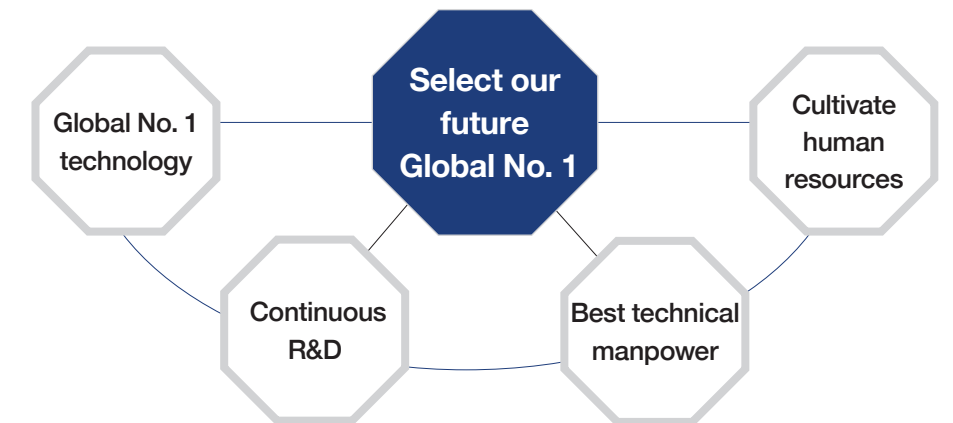 Select our
future
Global No. 1
Global No. 1
technology
Cultivate
human
resources
Continuous
R&D
Best technical
manpower